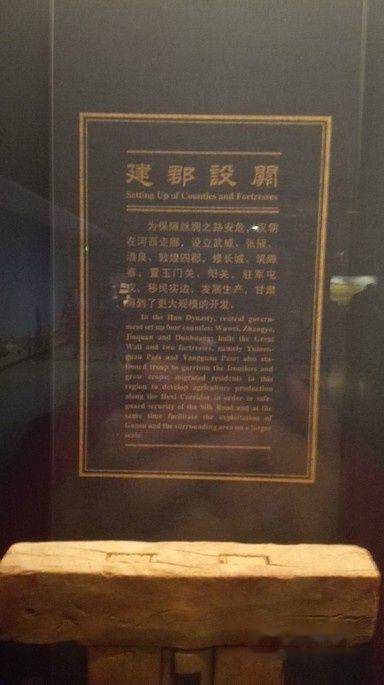 建郡設關
Setting Up of Counties and Fortresses
为保障丝绸之路安危，汉朝
在河西走廊，设立武威、张掖、
酒泉、敦煌四郡，修长城，筑障
塞，置玉门关、阳关，驻军屯
移民实边，发展生产，甘肃
得到了更大规模的开发。
In the Han Dynasty, central govern-
ment set up four counties: Wuwei, Zhangye,
Jiuquan and Dunhuang; built the Great
Wall and two fortresses, namely Yumen-
guan Pass and Yangguan Pass; also sta-
tioned troop to garrison the frontiers and
grow crops; migrated residents to this
region to develop agriculture production
along the Hexi Corridor in order to safe-
guard security of the Silk Road and at the
same time facilitate the exploitation of
Gansu and the surrounding area on a larger
scale.